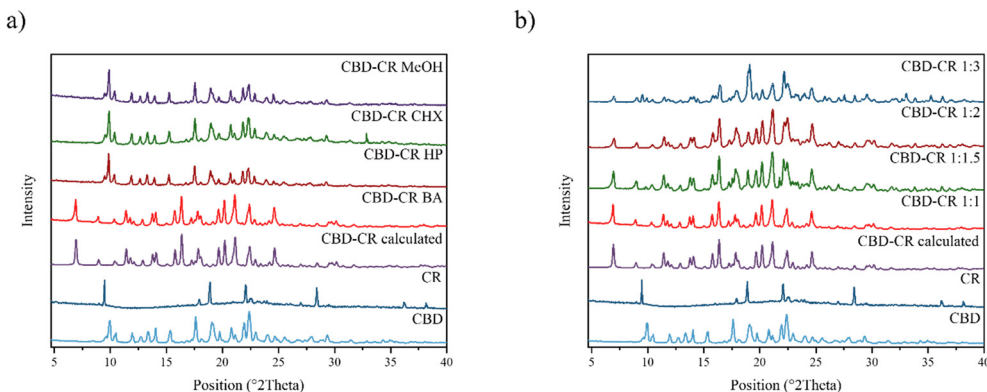 a)
CBD-CR MeOH
CBD-CR CHX
CBD-CR HP
CBD-CR BA
CBD-CR calculated
CR
CBD
Intensity
5 10 15 20 25 30 35 40
Position (°2Theta)
b)
CBD-CR 1:3
CBD-CR 1:2
CBD-CR 1:1.5
CBD-CR 1:1
CBD-CR calculated
CR
CBD
Intensity
5 10 15 20 25 30 35 40
Position (°2Theta)